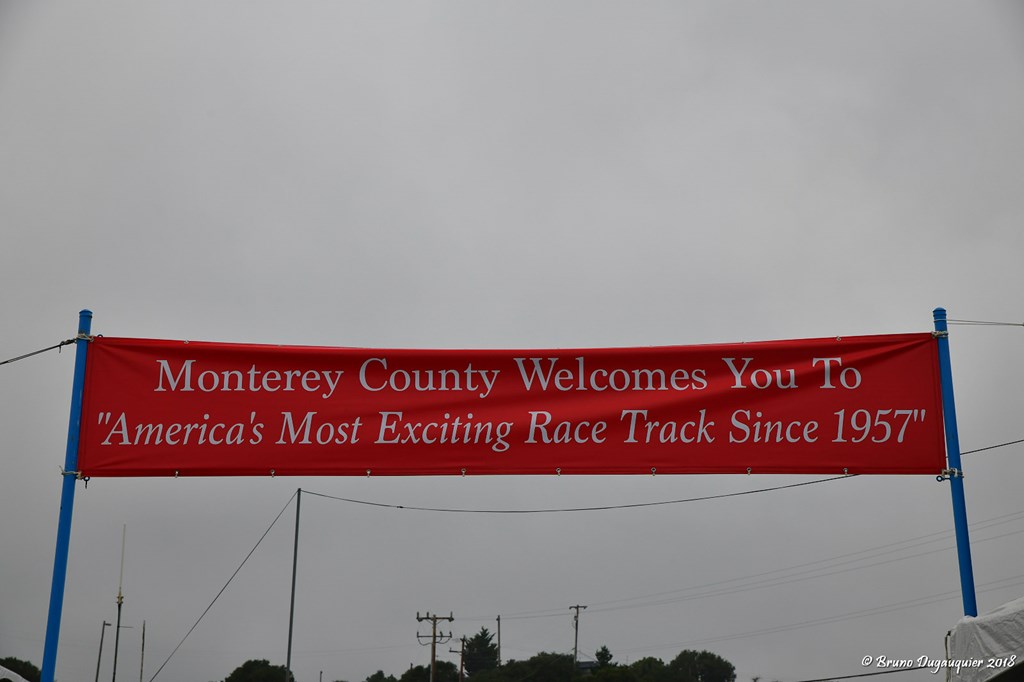 Monterey County Welcomes You To
"America's Most Exciting Race Track Since 1957"
© Bruno Dugauquier 2018